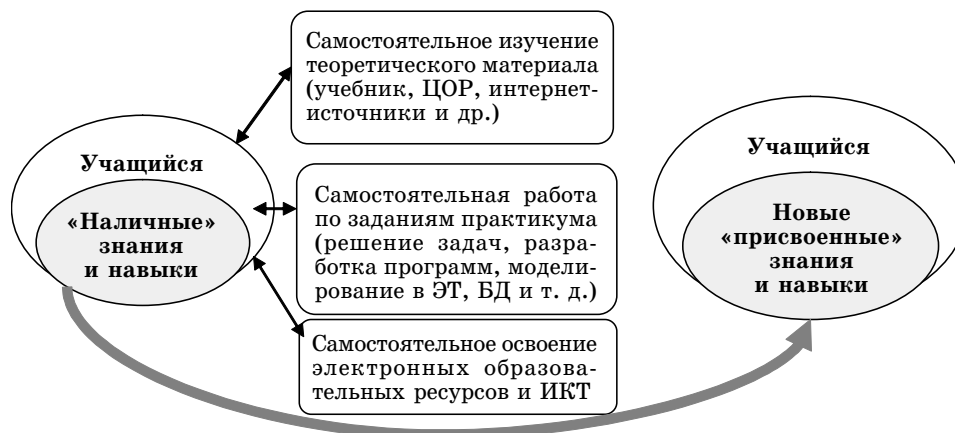 Самостоятельное изучение
теоретического материала
(учебник, ЦОР, интернет-
источники и др.)
Учащийся
«Наличные»
знания
и навыки
Самостоятельная работа
по заданиям практикума
(решение задач, разра-
ботка программ, модели-
рование в ЭТ, БД и т. д.)
Самостоятельное освоение
электронных образова-
тельных ресурсов и ИКТ
Учащийся
Новые
«присвоенные»
знания
и навыки